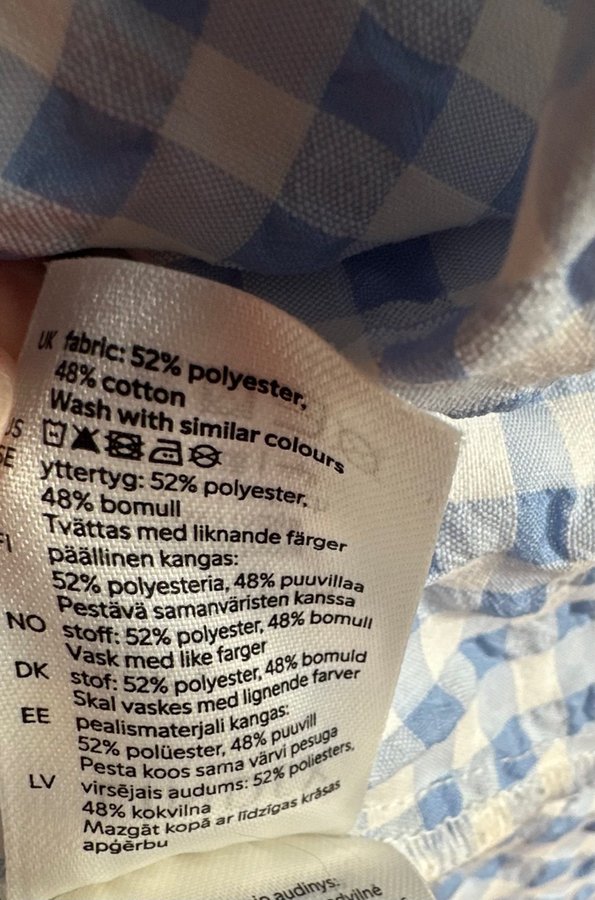 UK fabric: 52% polyester,
48% cotton
Wash with similar colours
US
SE yttertyg: 52% polyester,
48% bomull
Tvättas med liknande färger
FI päällinen kangas:
52% polyesteria, 48% puuvillaa
Pestävä samanväristen kanssa
NO stoff: 52% polyester, 48% bomull
Vask med like farger
DK stof: 52% polyester, 48% bomuld
Skal vaskes med lignende farver
EE pealismaterjali kangas:
52% polüester, 48% puuvill
Pesta koos sama värvi pesuga
LV virsējais audums: 52% poliesters,
48% kokvilna
Mazgāt kopā ar līdzīgas krāsas
apģērbu
audinys: